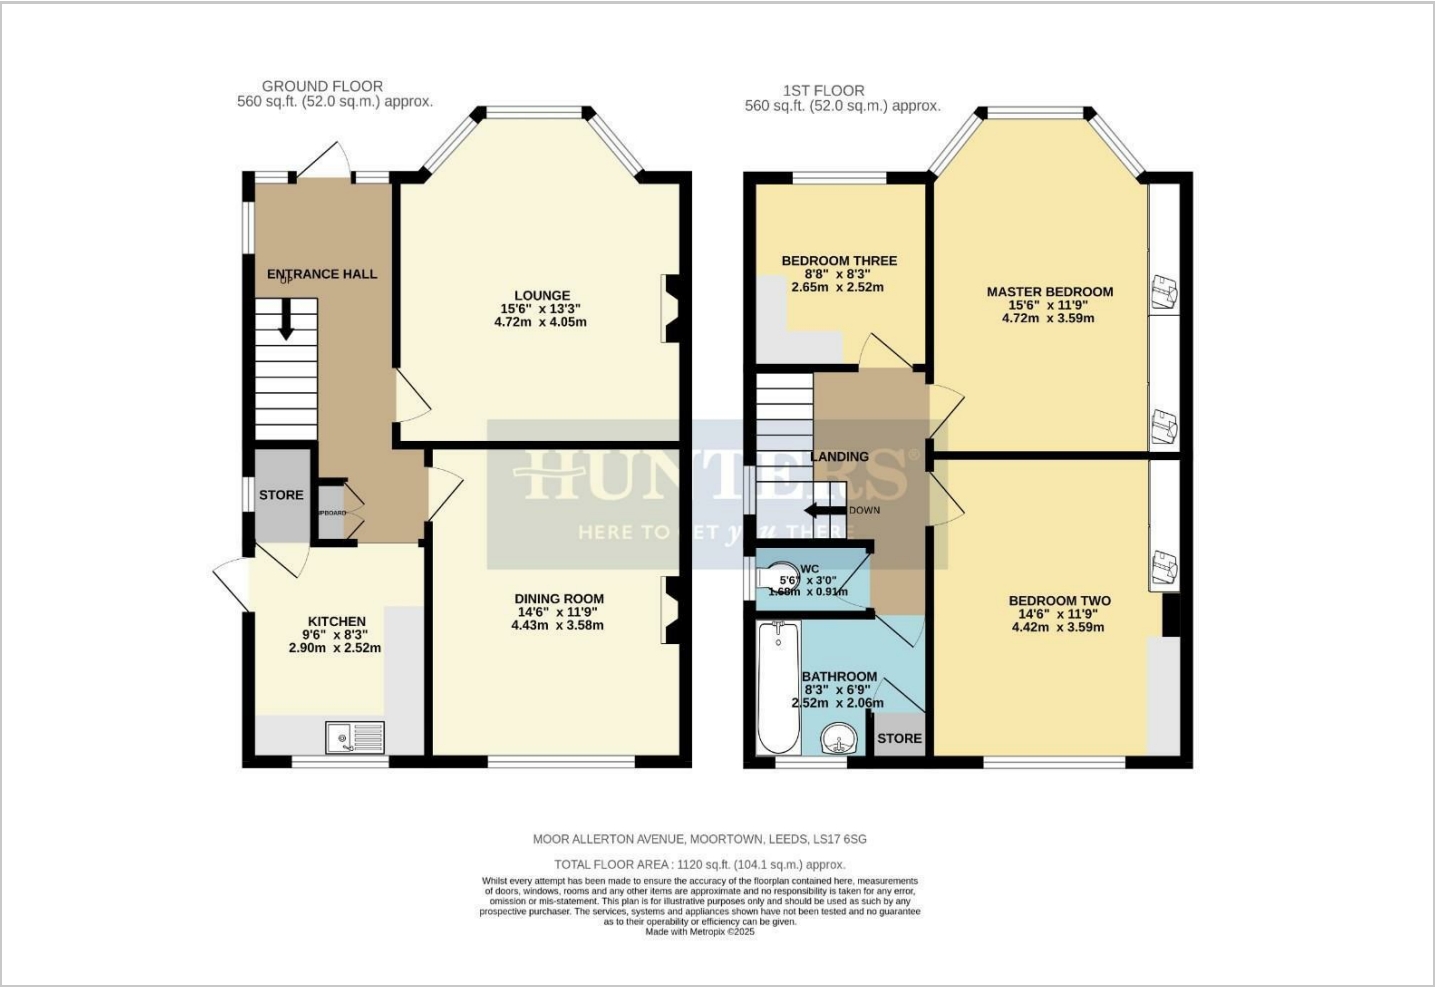 GROUND FLOOR
560 sq.ft. (52.0 sq.m.) approx.
ENTRANCE HALL
UP
LOUNGE
15'6" x 13'3"
4.72m x 4.05m
STORE
UPBOARD
KITCHEN
9'6" x 8'3"
2.90m x 2.52m
DINING ROOM
14'6" x 11'9"
4.43m x 3.58m
1ST FLOOR
560 sq.ft. (52.0 sq.m.) approx.
BEDROOM THREE
8'8" x 8'3"
2.65m x 2.52m
MASTER BEDROOM
15'6" x 11'9"
4.72m x 3.59m
LANDING
DOWN
WC
5'6" x 3'0"
1.68m x 0.91m
BEDROOM TWO
14'6" x 11'9"
4.42m x 3.59m
BATHROOM
8'3" x 6'9"
2.52m x 2.06m
STORE
HUNTERS®
HERE TO GET you THERE
MOOR ALLERTON AVENUE, MOORTOWN, LEEDS, LS17 6SG
TOTAL FLOOR AREA : 1120 sq.ft. (104.1 sq.m.) approx.
Whilst every attempt has been made to ensure the accuracy of the floorplan contained here, measurements
of doors, windows, rooms and any other items are approximate and no responsibility is taken for any error,
omission or mis-statement. This plan is for illustrative purposes only and should be used as such by any
prospective purchaser. The services, systems and appliances shown have not been tested and no guarantee
as to their operability or efficiency can be given.
Made with Metropix ©2025